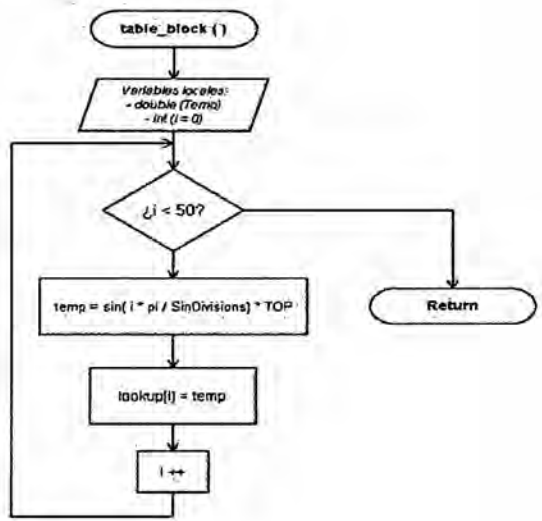 table_block ( )
Variables locales:
- double (Temp)
- int (i = 0)
¿i < 50?
temp = sin( i * pi / SinDivisions) * TOP
Return
lookup[i] = temp
i ++